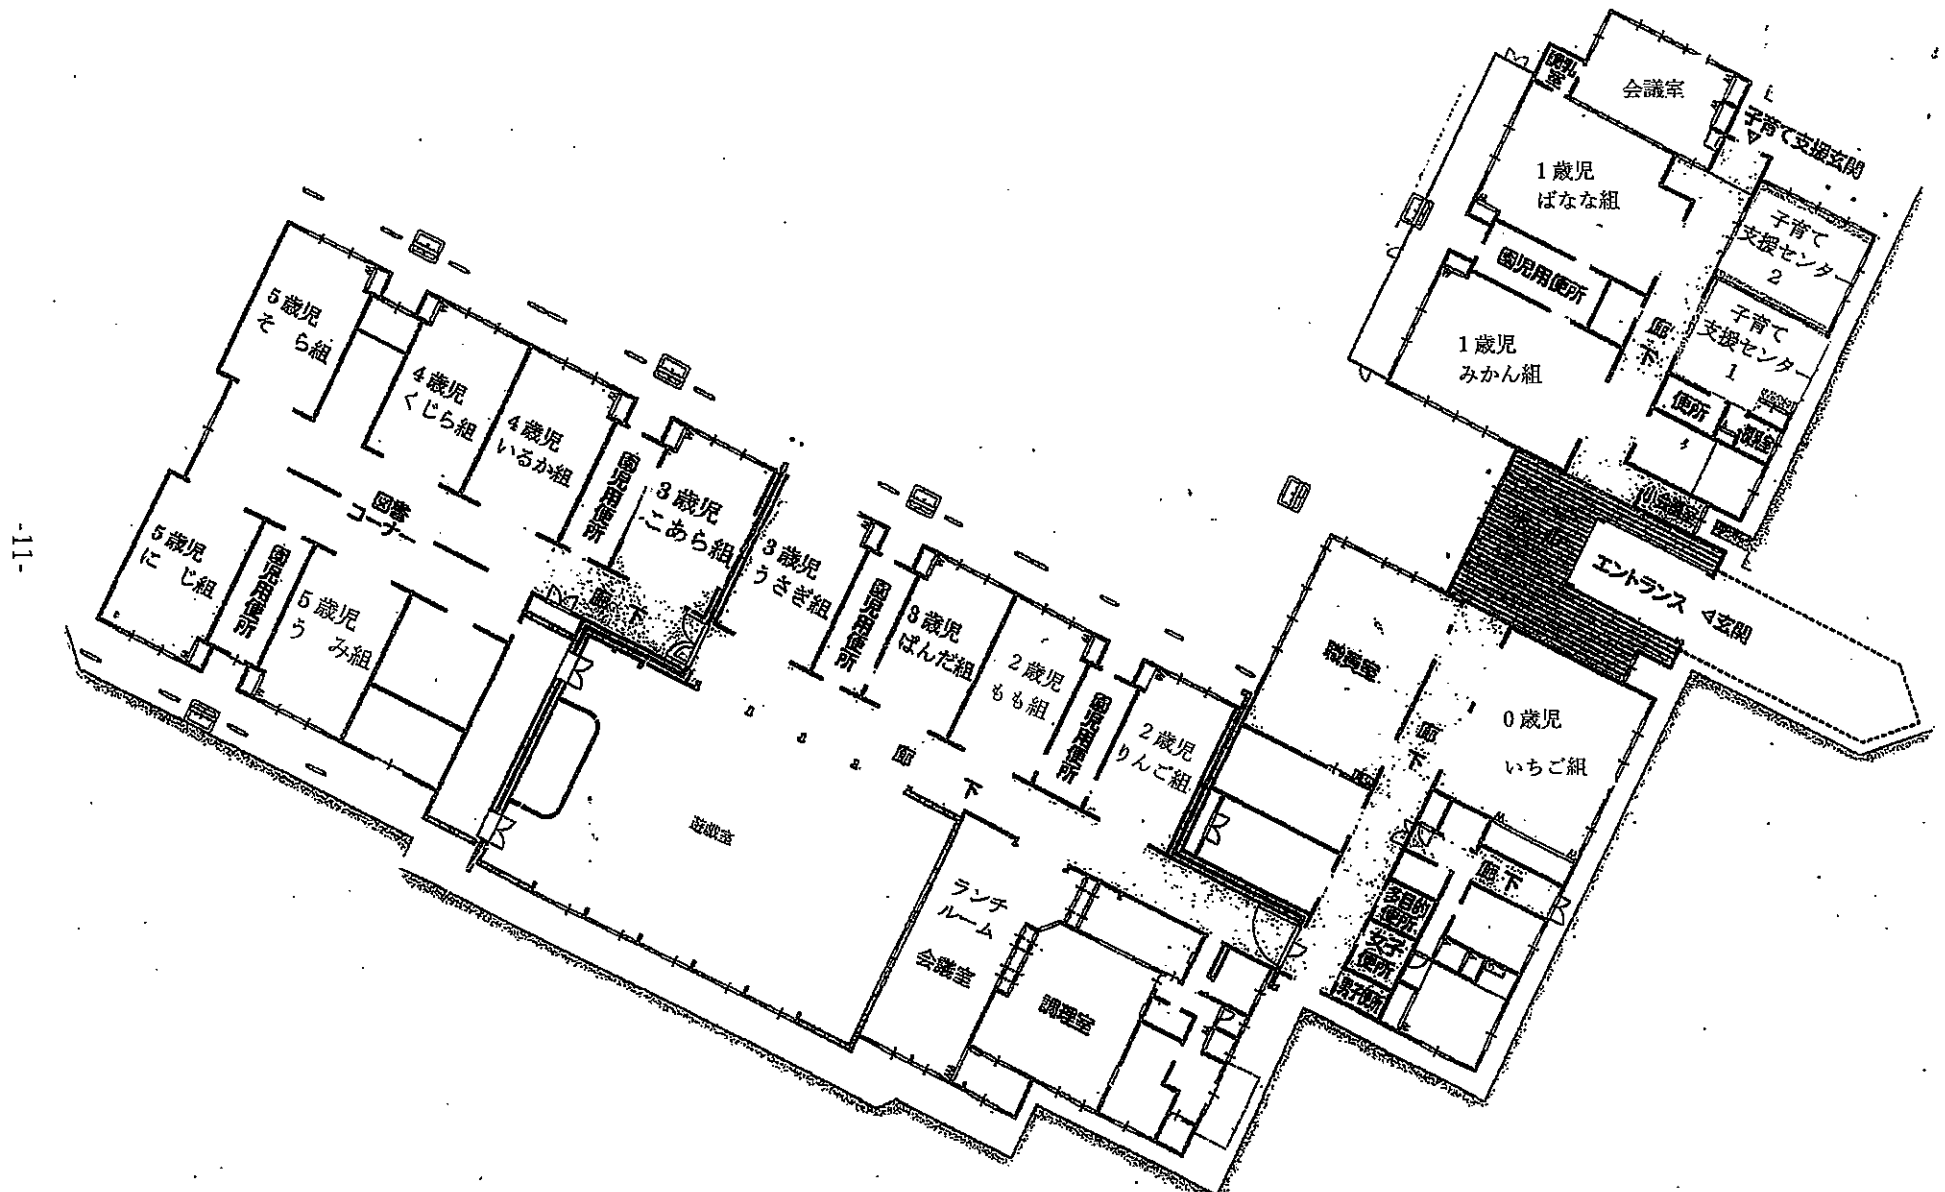 調乳
室
会議室
子育て支援玄関
1歳児
ばなな組
子育て
支援センター
2
園児用便所
子育て
支援センター
1
廊
下
1歳児
みかん組
便所
エントランス
◁玄関
5歳児
そ　ら組
4歳児
くじら組
4歳児
いるか組
園児用便所
3歳児
こあら組
3歳児
うさぎ組
園児用便所
3歳児
ぱんだ組
2歳児
もも組
園児用便所
2歳児
りんご組
図書
コーナー
5歳児
に　じ組
園児用便所
5歳児
う　み組
廊　下
廊　下
遊戯室
職員室
廊
下
0歳児
いちご組
廊下
ランチ
ルーム
会議室
調理室
多目的
便所
女子
便所
男子便所
-11-